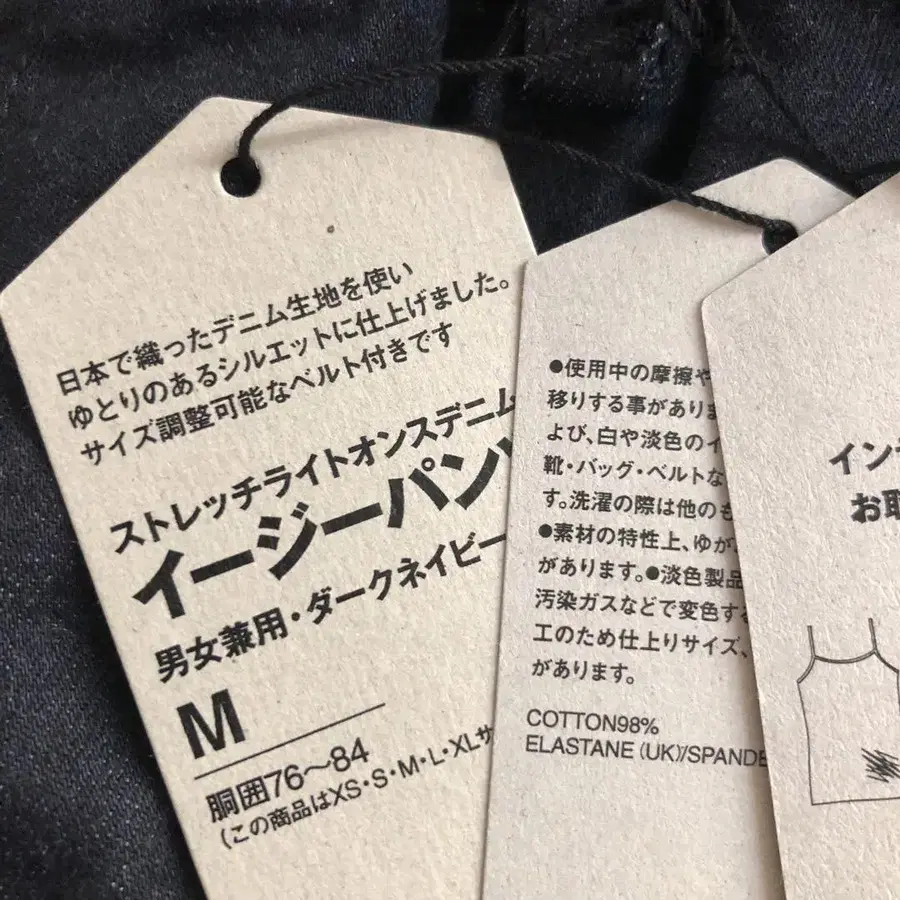 日本で織ったデニム生地を使い
ゆとりのあるシルエットに仕上げました。
サイズ調整可能なベルト付きです
ストレッチライトオンスデニム
イージーパン
男女兼用・ダークネイビー
M
胴囲76〜84
(この商品はXS・S・M・L・XLサ
●使用中の摩擦や
移りする事があり
よび、白や淡色のイ
靴・バッグ・ベルトな
す。洗濯の際は他のも
●素材の特性上、ゆが
があります。●淡色製品
汚染ガスなどで変色す
工のため仕上りサイズ、
があります。
COTTON98%
ELASTANE (UK)/SPANDE
イン
お取